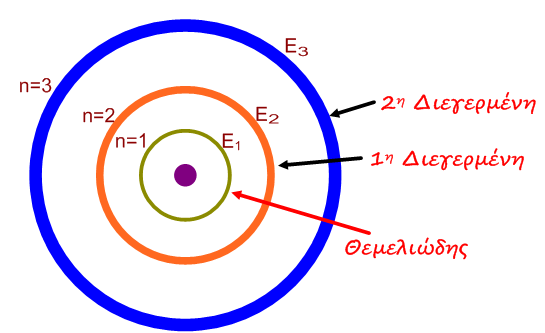 E₃
n=3
2η Διεγερμένη
n=2
E₂
n=1
E₁
1η Διεγερμένη
Θεμελιώδης